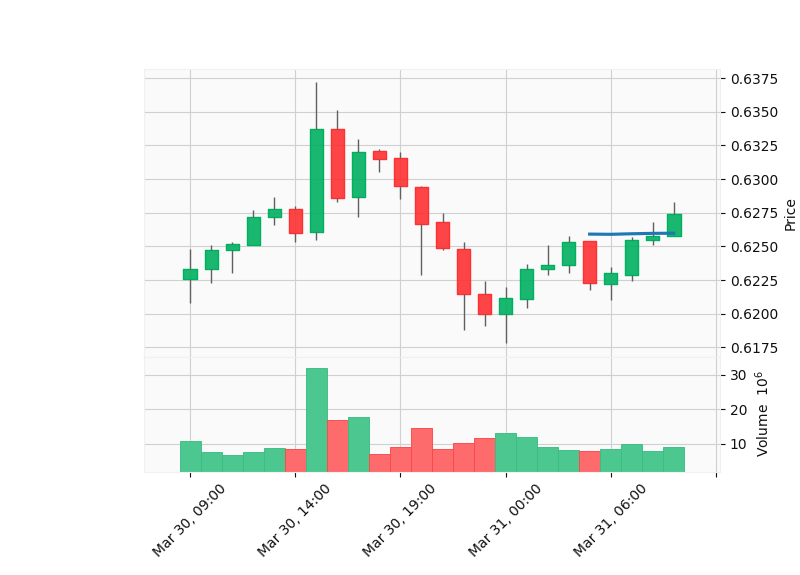 0.6375
0.6350
0.6325
0.6300
0.6275
0.6250
0.6225
0.6200
0.6175
Price
30
20
10
Volume 10⁶
Mar 30, 09:00
Mar 30, 14:00
Mar 30, 19:00
Mar 31, 00:00
Mar 31, 06:00